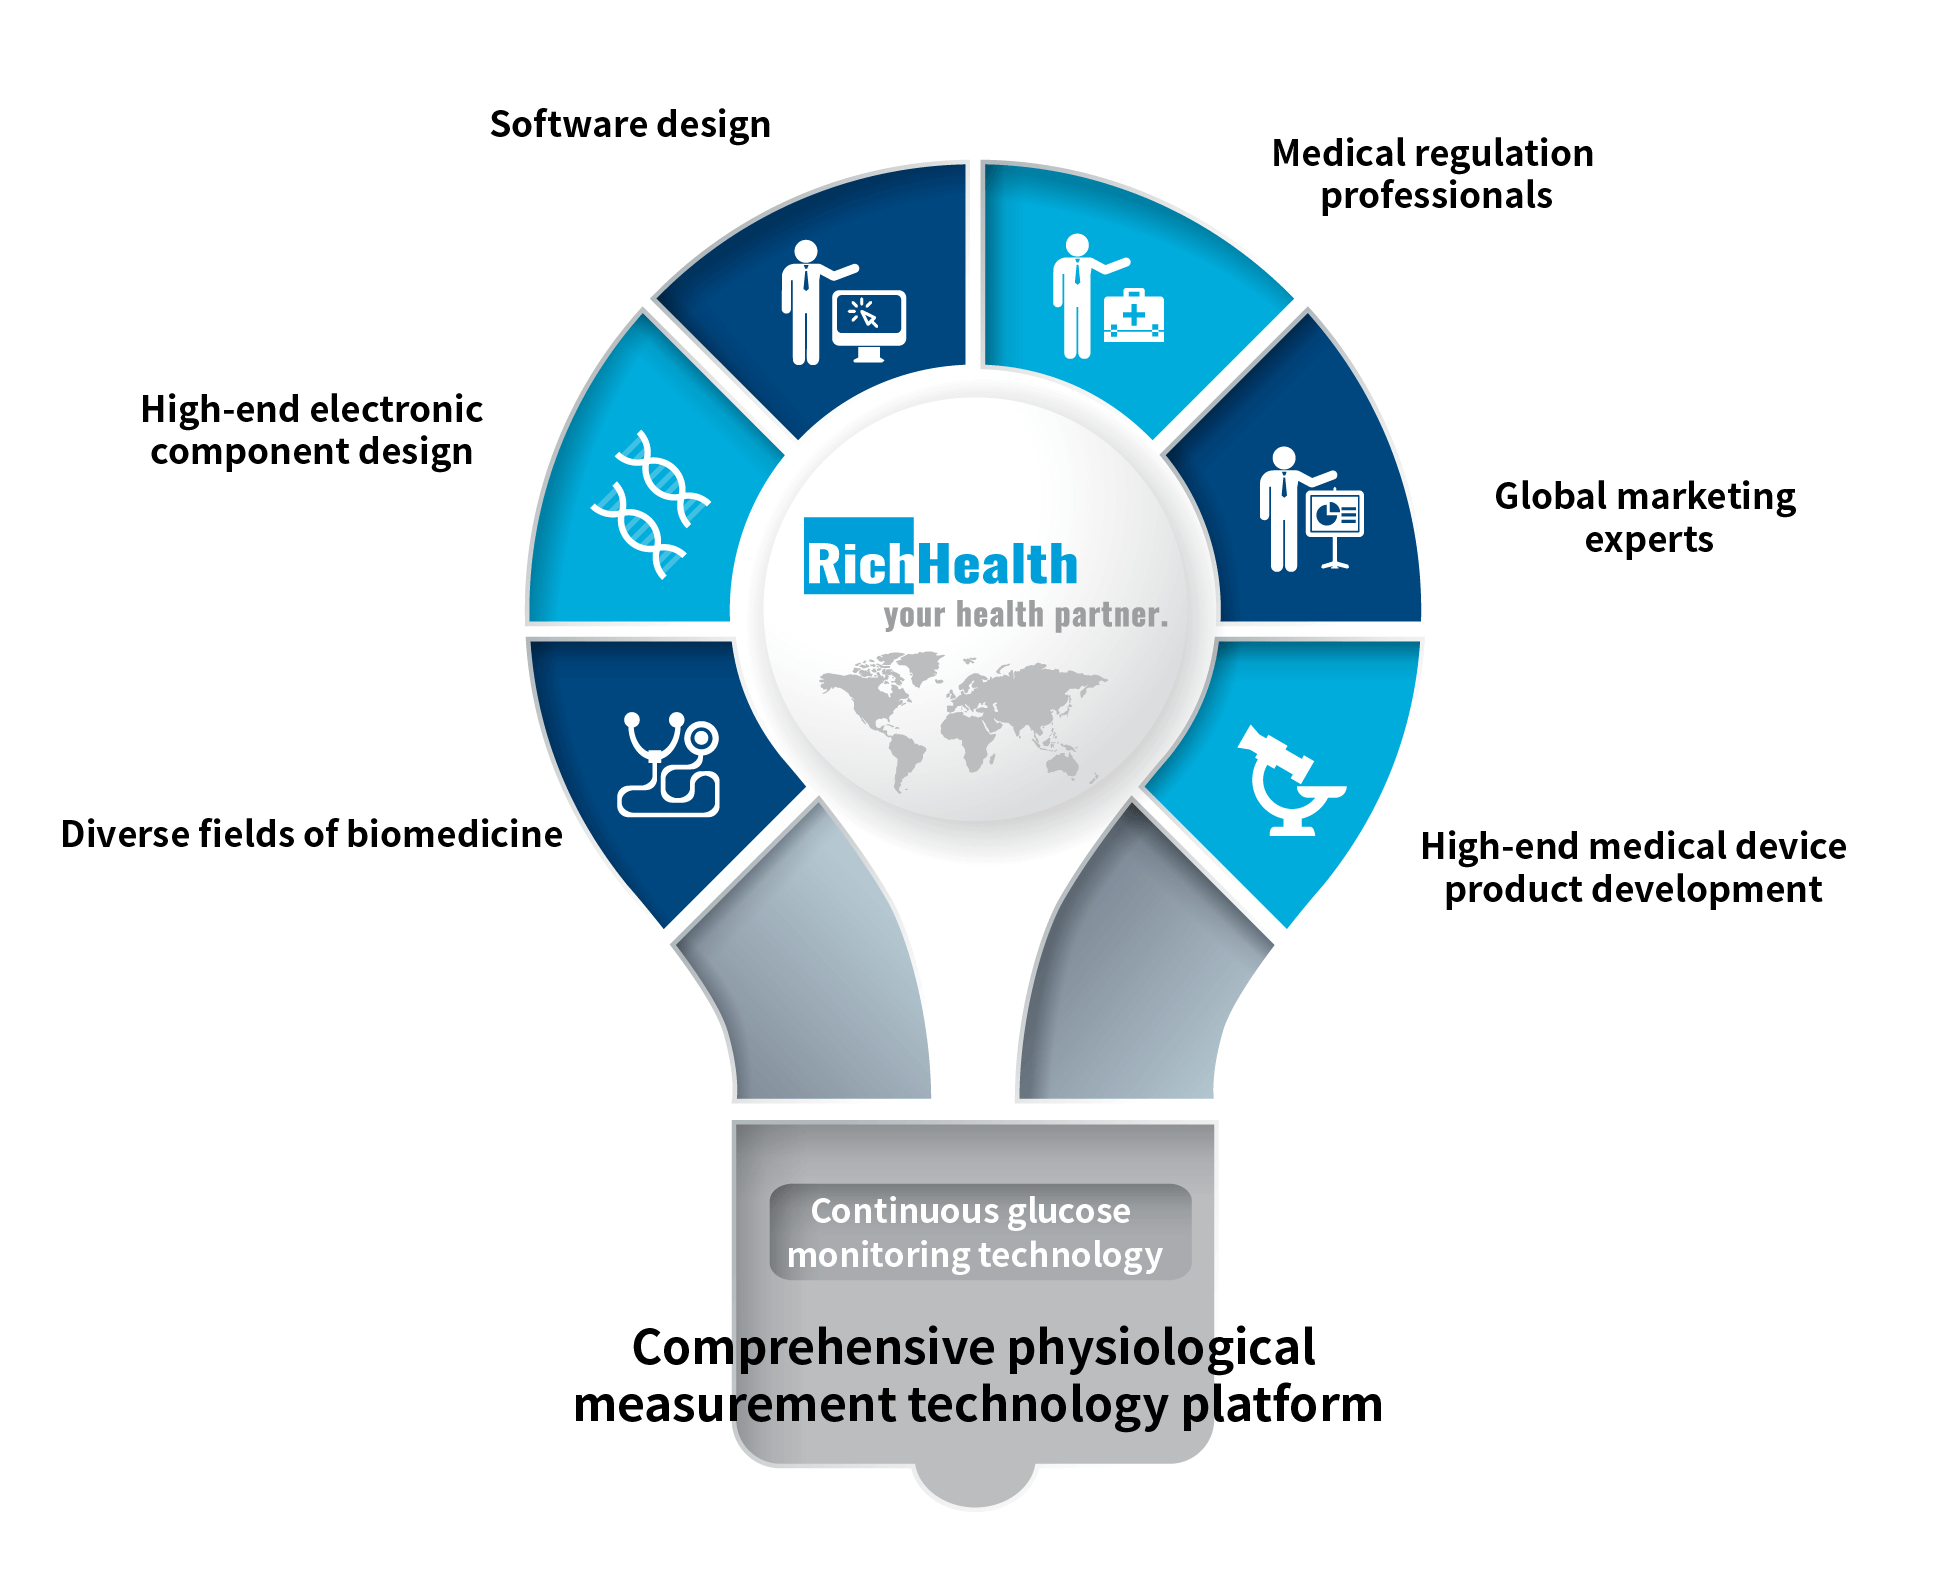 Software design
Medical regulation
professionals
High-end electronic
component design
Global marketing
experts
RichHealth
your health partner.
Diverse fields of biomedicine
High-end medical device
product development
Continuous glucose
monitoring technology
Comprehensive physiological
measurement technology platform